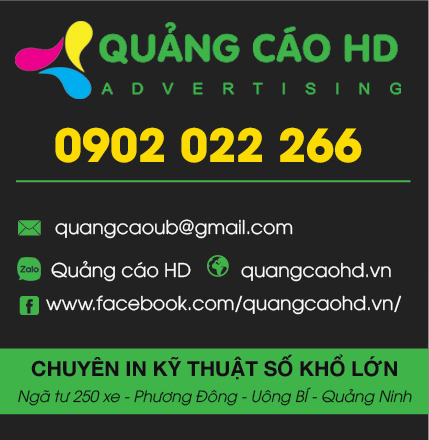 QUẢNG CÁO HD
ADVERTISING
0902 022 266
quangcaoub@gmail.com
Zalo Quảng cáo HD quangcaohd.vn
www.facebook.com/quangcaohd.vn/
CHUYÊN IN KỸ THUẬT SỐ KHỔ LỚN
Ngã tư 250 xe - Phương Đông - Uông Bí - Quảng Ninh